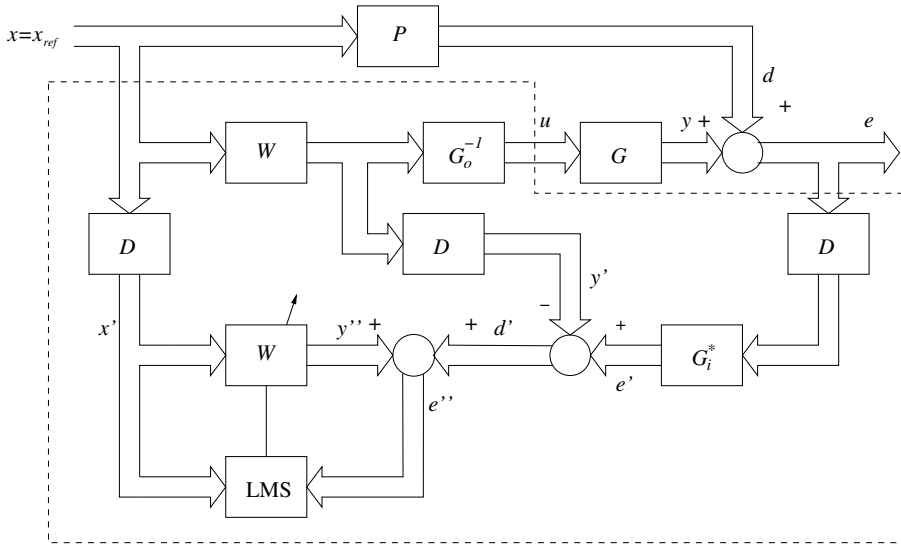 x=x_ref
P
d
+
W
G_o^{-1}
u
G
y +
e
D
D
D
y'
−
x'
W
y'' +
+ d'
+
e'
G_i^*
e''
LMS